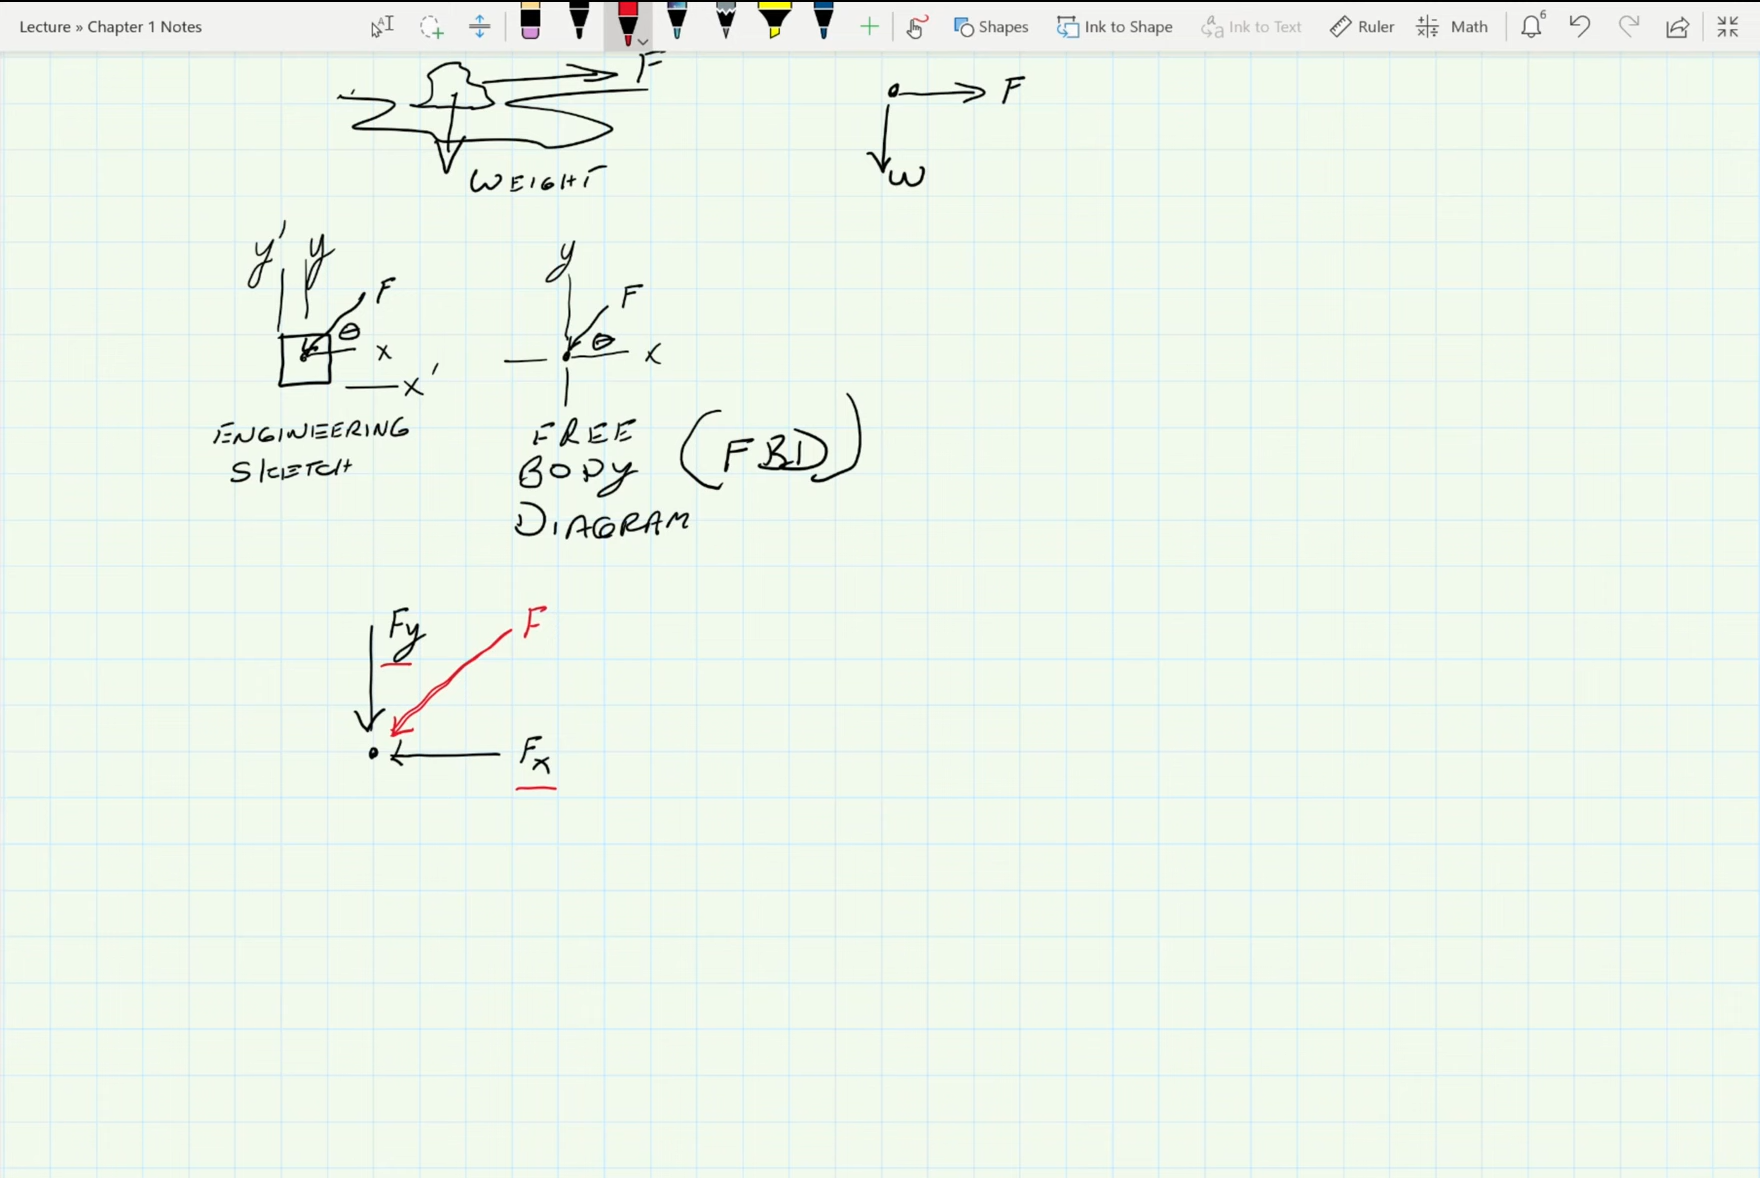 Lecture » Chapter 1 Notes
Shapes
Ink to Shape
Ink to Text
Ruler
Math
6
F
WEIGHT
F
W
y' y
F
θ
x
x'
ENGINEERING
SKETCH
y
F
θ
x
FREE
BODY
DIAGRAM
(FBD)
Fy
F
Fx